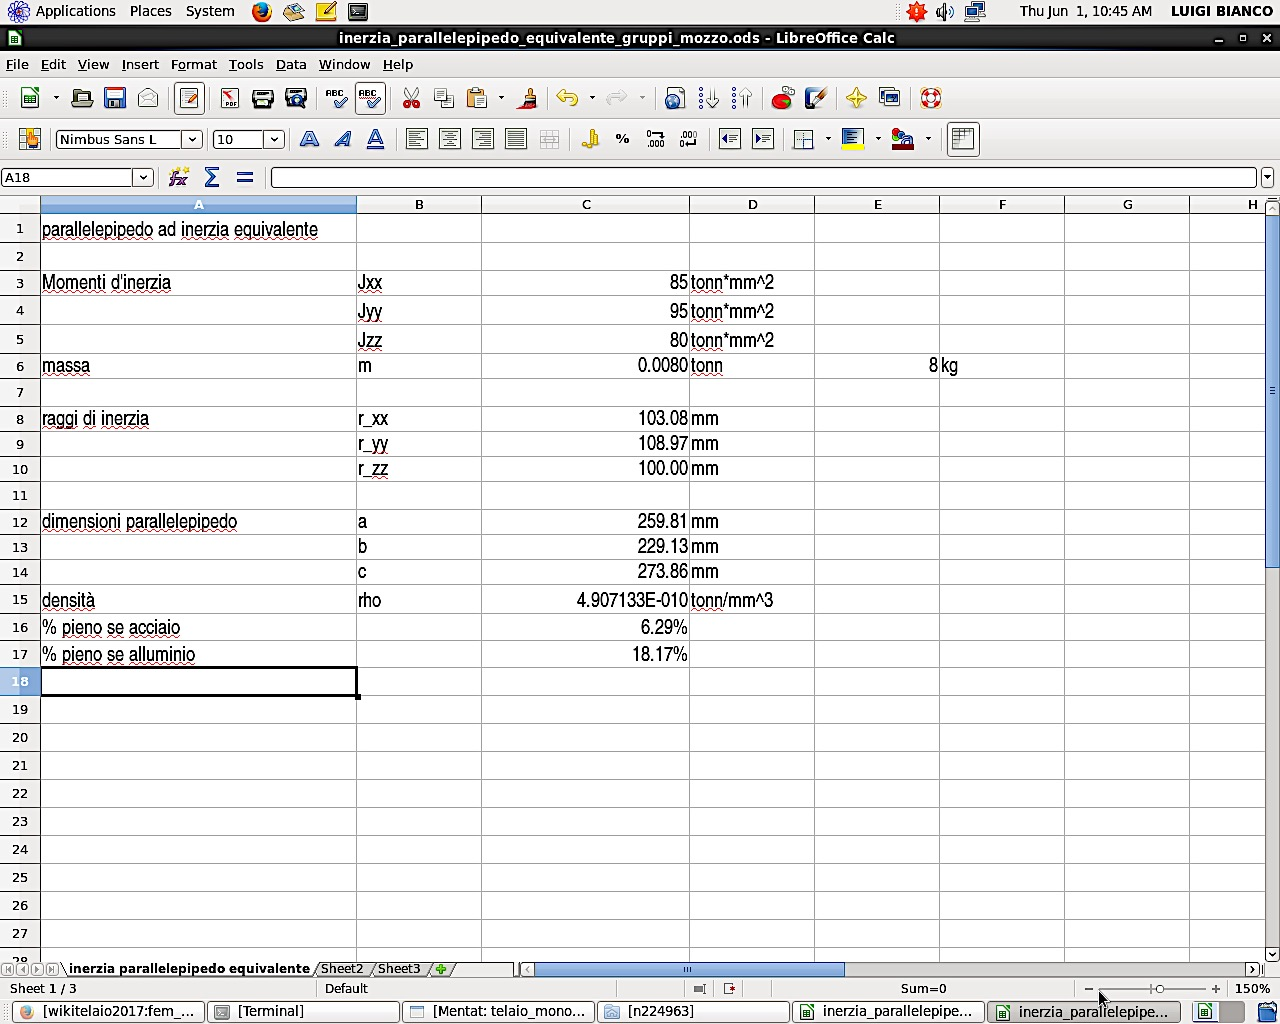 Applications Places System Thu Jun 1, 10:45 AM LUIGI BIANCO
inerzia_parallelepipedo_equivalente_gruppi_mozzo.ods - LibreOffice Calc
File Edit View Insert Format Tools Data Window Help
Nimbus Sans L 10
A18
A B C D E F G H
1 parallelepipedo ad inerzia equivalente
2
3 Momenti d'inerzia Jxx 85 tonn*mm^2
4 Jyy 95 tonn*mm^2
5 Jzz 80 tonn*mm^2
6 massa m 0.0080 tonn 8 kg
7
8 raggi di inerzia r_xx 103.08 mm
9 r_yy 108.97 mm
10 r_zz 100.00 mm
11
12 dimensioni parallelepipedo a 259.81 mm
13 b 229.13 mm
14 c 273.86 mm
15 densità rho 4.907133E-010 tonn/mm^3
16 % pieno se acciaio 6.29%
17 % pieno se alluminio 18.17%
18
19
20
21
22
23
24
25
26
27
28
inerzia parallelepipedo equivalente Sheet2 Sheet3
Sheet 1 / 3 Default Sum=0 150%
[wikitelaio2017:fem_... [Terminal] [Mentat: telaio_mono... [n224963] inerzia_parallelepipe... inerzia_parallelepipe...